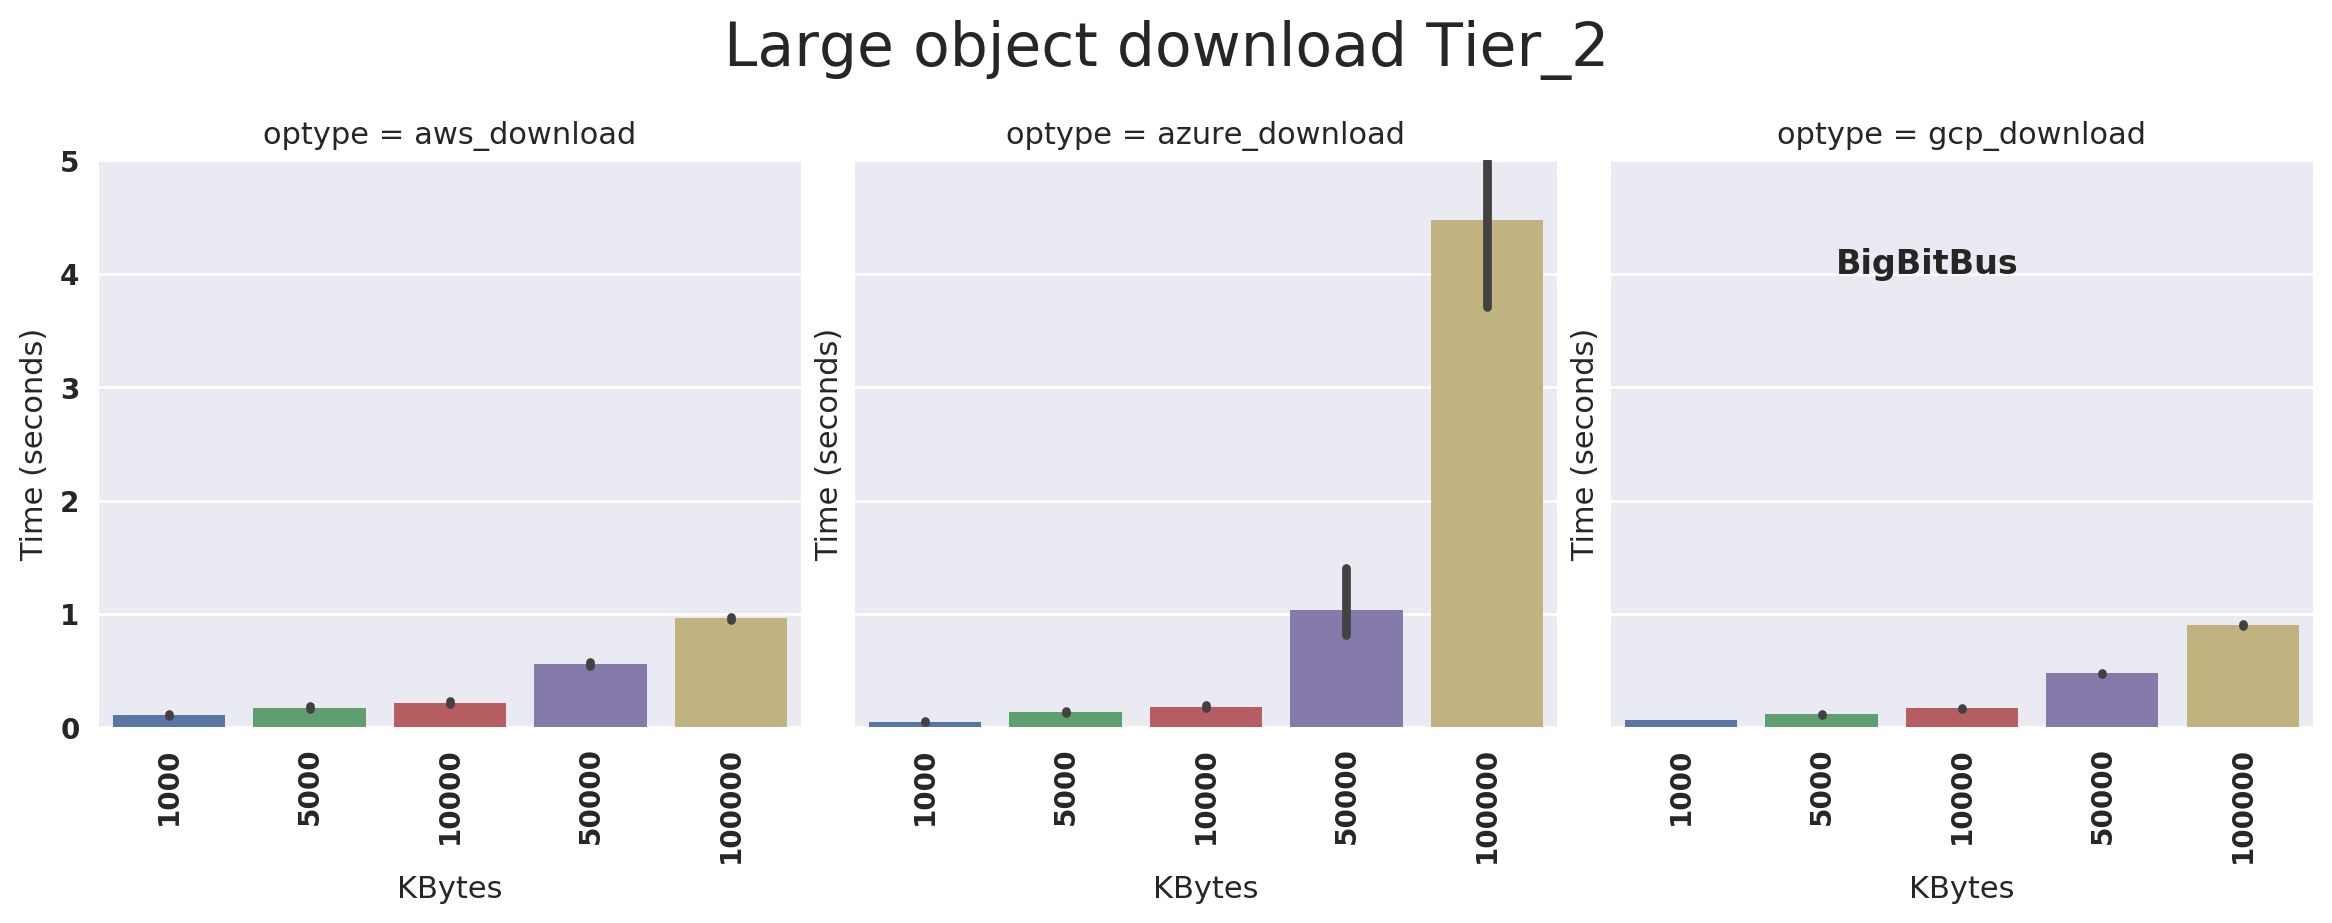 Large object download Tier_2
optype = aws_download
optype = azure_download
optype = gcp_download
5
4
3
2
1
0
Time (seconds)
Time (seconds)
Time (seconds)
BigBitBus
1000
5000
10000
50000
100000
1000
5000
10000
50000
100000
1000
5000
10000
50000
100000
KBytes
KBytes
KBytes